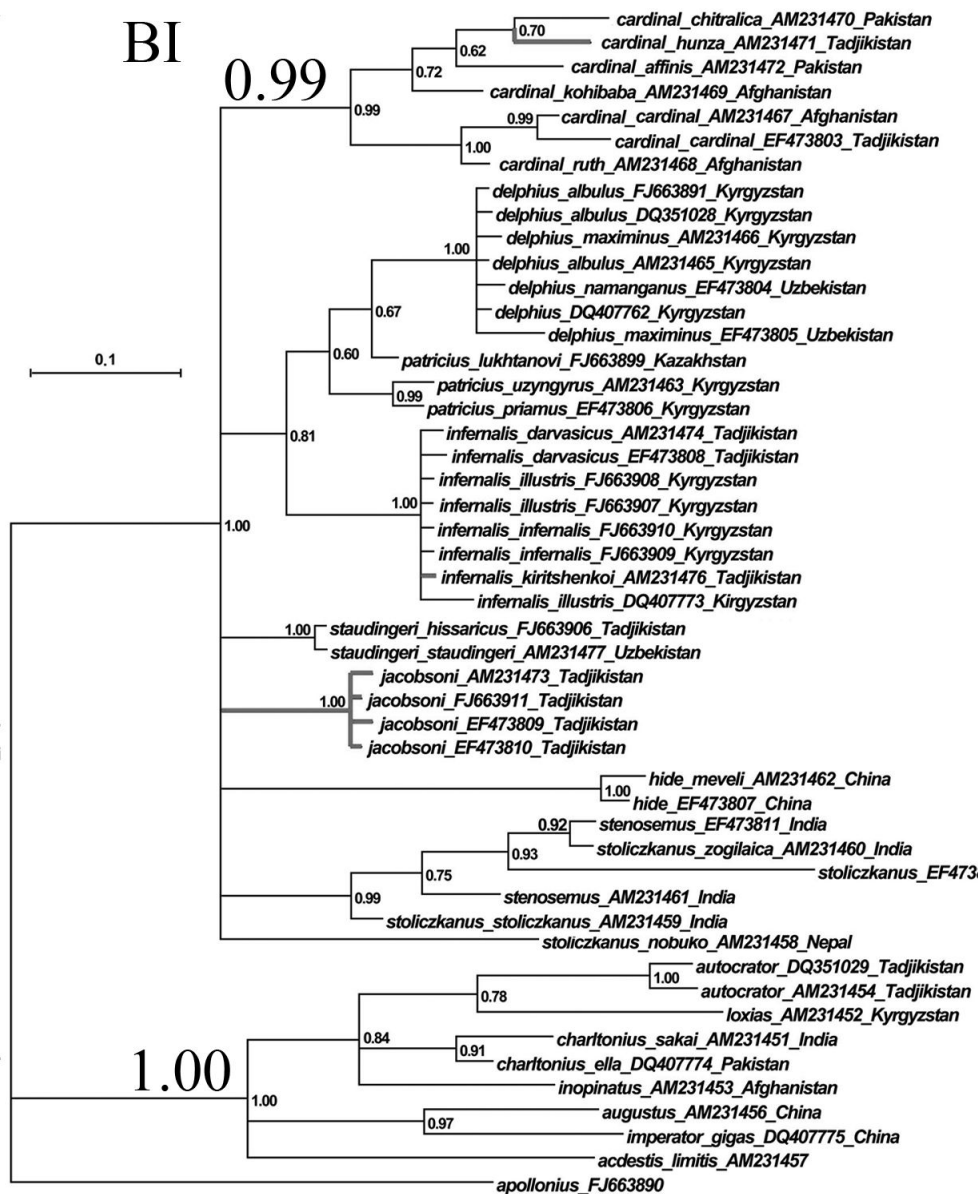 BI
0.99
cardinal_chitralica_AM231470_Pakistan
0.70
cardinal_hunza_AM231471_Tadjikistan
0.62
cardinal_affinis_AM231472_Pakistan
0.72
cardinal_kohibaba_AM231469_Afghanistan
0.99
cardinal_cardinal_AM231467_Afghanistan
0.99
cardinal_cardinal_EF473803_Tadjikistan
1.00
cardinal_ruth_AM231468_Afghanistan
delphius_albulus_FJ663891_Kyrgyzstan
delphius_albulus_DQ351028_Kyrgyzstan
delphius_maximinus_AM231466_Kyrgyzstan
1.00
delphius_albulus_AM231465_Kyrgyzstan
delphius_namanganus_EF473804_Uzbekistan
delphius_DQ407762_Kyrgyzstan
0.67
delphius_maximinus_EF473805_Uzbekistan
0.60
patricius_lukhtanovi_FJ663899_Kazakhstan
0.1
patricius_uzyngyrus_AM231463_Kyrgyzstan
0.99
patricius_priamus_EF473806_Kyrgyzstan
0.81
infernalis_darvasicus_AM231474_Tadjikistan
infernalis_darvasicus_EF473808_Tadjikistan
infernalis_illustris_FJ663908_Kyrgyzstan
1.00
infernalis_illustris_FJ663907_Kyrgyzstan
infernalis_infernalis_FJ663910_Kyrgyzstan
1.00
infernalis_infernalis_FJ663909_Kyrgyzstan
infernalis_kiritshenkoi_AM231476_Tadjikistan
infernalis_illustris_DQ407773_Kirgyzstan
1.00
staudingeri_hissaricus_FJ663906_Tadjikistan
staudingeri_staudingeri_AM231477_Uzbekistan
jacobsoni_AM231473_Tadjikistan
1.00
jacobsoni_FJ663911_Tadjikistan
jacobsoni_EF473809_Tadjikistan
jacobsoni_EF473810_Tadjikistan
hide_meveli_AM231462_China
1.00
hide_EF473807_China
0.92
stenosemus_EF473811_India
0.93
stoliczkanus_zogilaica_AM231460_India
0.75
stoliczkanus_EF473
0.99
stenosemus_AM231461_India
stoliczkanus_stoliczkanus_AM231459_India
stoliczkanus_nobuko_AM231458_Nepal
autocrator_DQ351029_Tadjikistan
1.00
autocrator_AM231454_Tadjikistan
0.78
loxias_AM231452_Kyrgyzstan
0.84
charltonius_sakai_AM231451_India
0.91
charltonius_ella_DQ407774_Pakistan
1.00
inopinatus_AM231453_Afghanistan
1.00
augustus_AM231456_China
0.97
imperator_gigas_DQ407775_China
acdestis_limitis_AM231457
apollonius_FJ663890